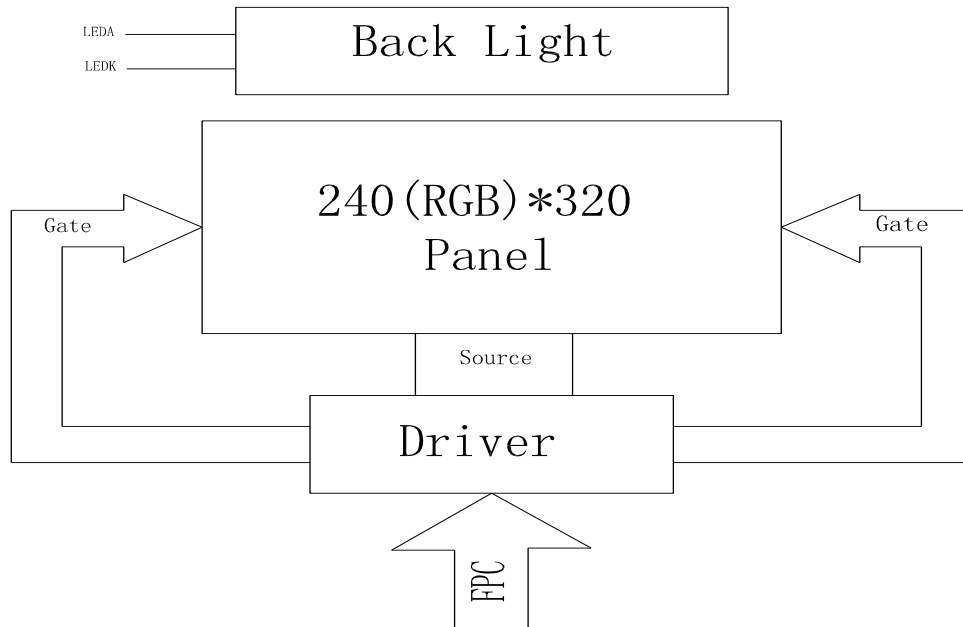 LEDA
Back Light
LEDK
240(RGB)*320
Panel
Gate
Gate
Source
Driver
FPC